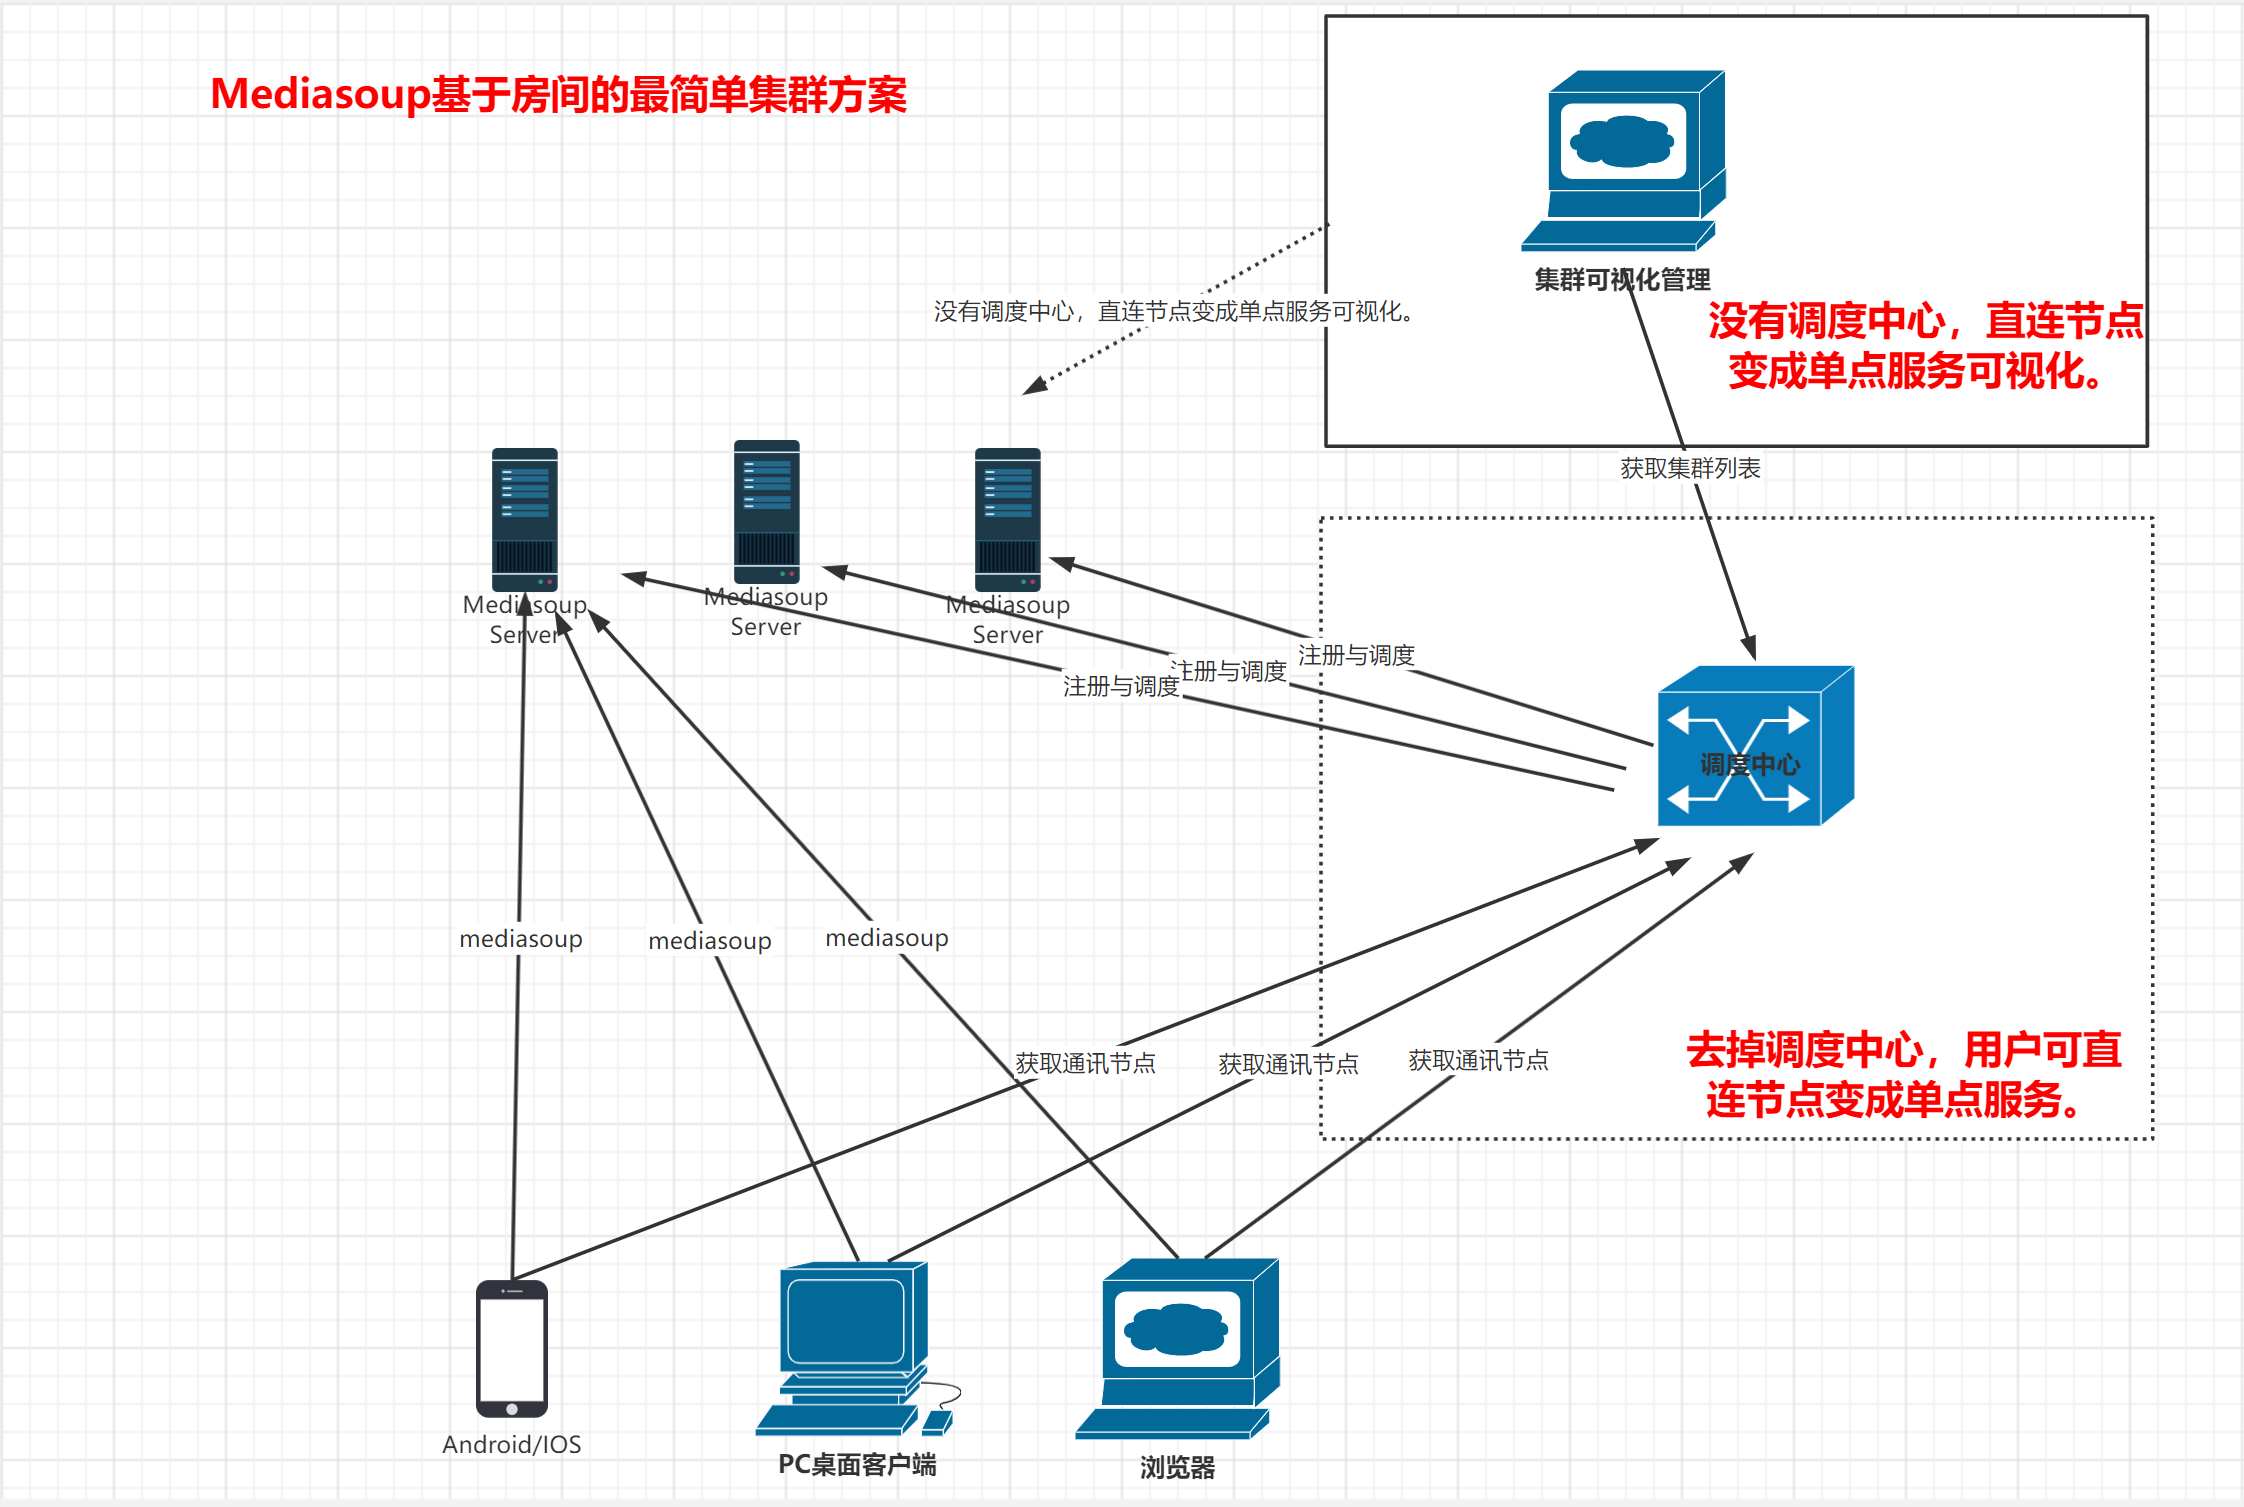 Mediasoup基于房间的最简单集群方案
集群可视化管理
没有调度中心，直连节点变成单点服务可视化。
没有调度中心，直连节点
变成单点服务可视化。
获取集群列表
Mediasoup
Server
Mediasoup
Server
Mediasoup
Server
注册与调度
注册与调度
注册与调度
调度中心
mediasoup
mediasoup
mediasoup
获取通讯节点
获取通讯节点
获取通讯节点
去掉调度中心，用户可直
连节点变成单点服务。
Android/IOS
PC桌面客户端
浏览器